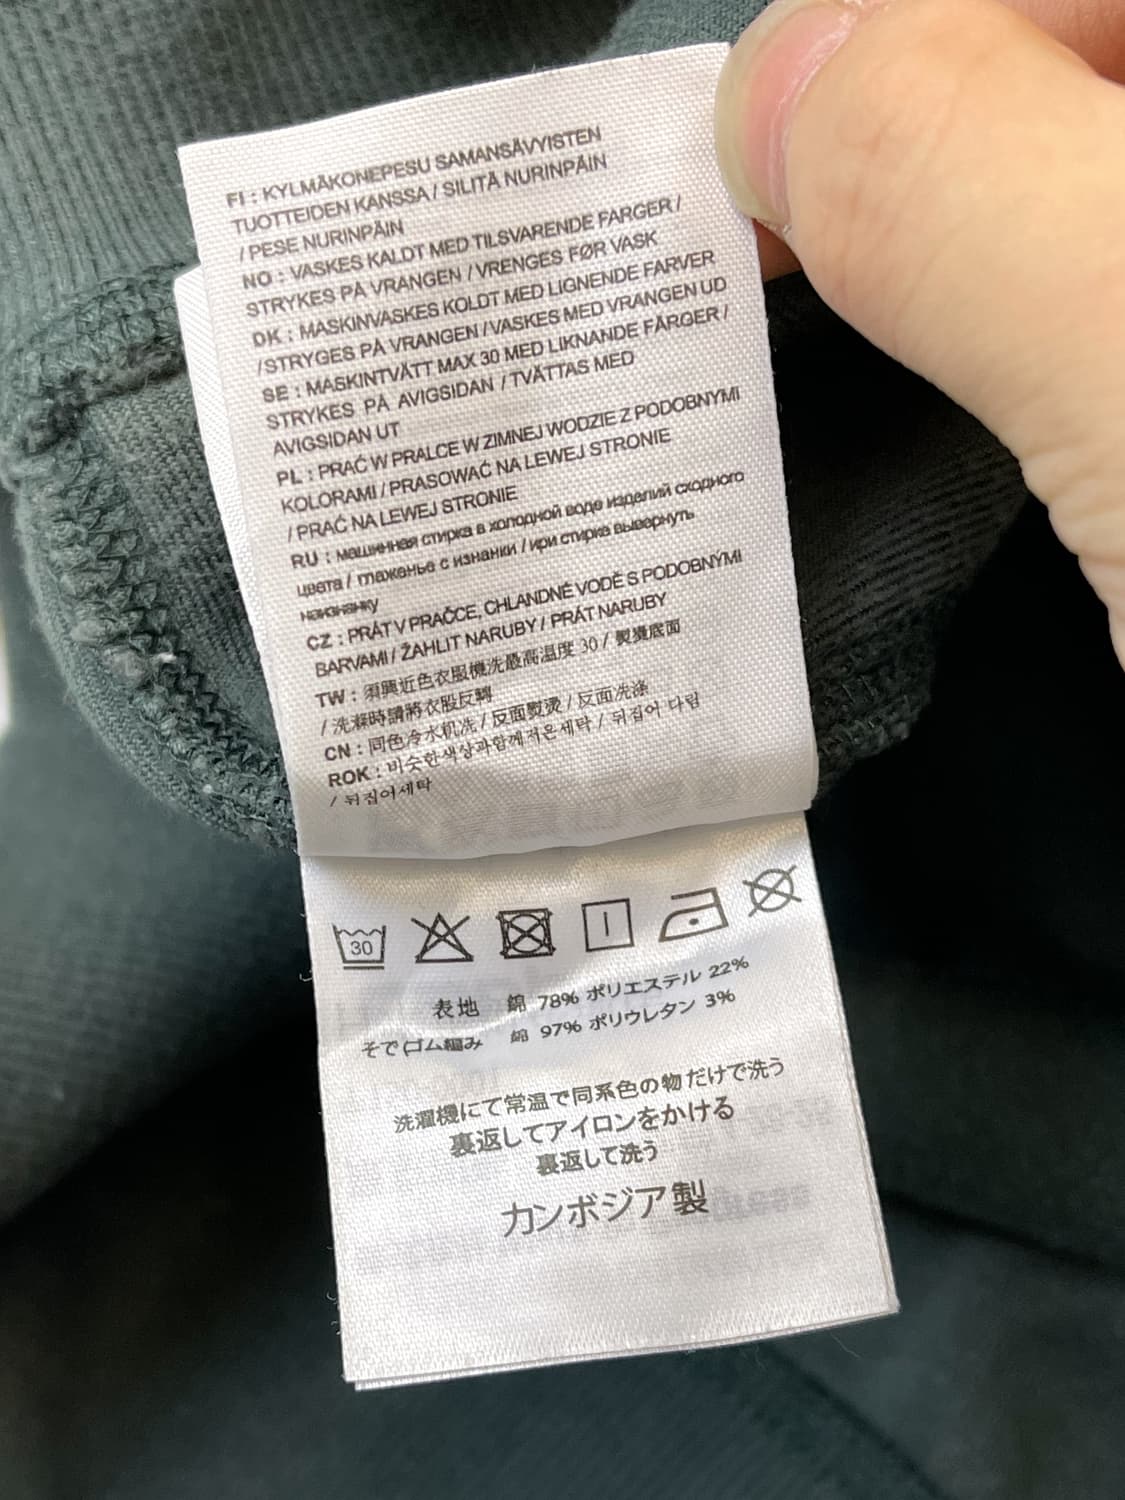 FI : KYLMÄKONEPESU SAMANSÄVYISTEN
TUOTTEIDEN KANSSA / SILITÄ NURINPÄIN
/ PESE NURINPÄIN
NO : VASKES KALDT MED TILSVARENDE FARGER /
STRYKES PÅ VRANGEN / VRENGES FØR VASK
DK : MASKINVASKES KOLDT MED LIGNENDE FARVER
/STRYGES PÅ VRANGEN /VASKES MED VRANGEN UD
SE : MASKINTVÄTT MAX 30 MED LIKNANDE FÄRGER /
STRYKES PÅ AVIGSIDAN / TVÄTTAS MED
AVIGSIDAN UT
PL : PRAĆ W PRALCE W ZIMNEJ WODZIE Z PODOBNYMI
KOLORAMI / PRASOWAĆ NA LEWEJ STRONIE
/ PRAĆ NA LEWEJ STRONIE
RU : машинная стирка в холодной воде изделий сходного
цвета / глаженье с изнанки / при стирке вывернуть
наизнанку
CZ : PRÁT V PRAČCE, CHLANDNÉ VODĚ S PODOBNÝMI
BARVAMI / ŽAHLIT NARUBY / PRÁT NARUBY
TW : 須與近色衣服機洗最高溫度 30 / 製燙底面
/ 洗滌時請將衣股反轉
CN : 同色冷水机洗 / 反面熨烫 / 反面洗涤
ROK : 비슷한색상과함께저온세탁 / 뒤집어 다림
/ 뒤집어세탁
30
表地 綿 78% ポリエステル 22%
そで(ゴム編み 綿 97% ポリウレタン 3%
洗濯機にて常温で同系色の物だけで洗う
裏返してアイロンをかける
裏返して洗う
カンボジア製